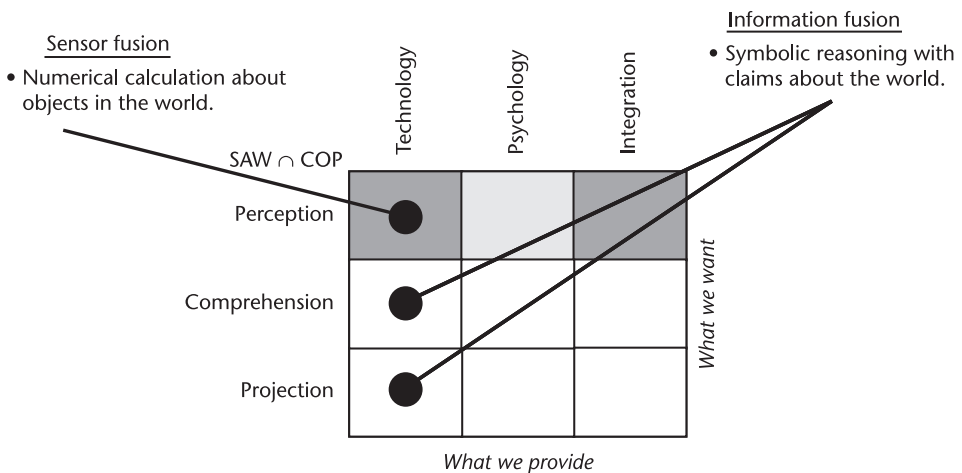 Sensor fusion
• Numerical calculation about
objects in the world.
Information fusion
• Symbolic reasoning with
claims about the world.
Technology
Psychology
Integration
SAW ∩ COP
Perception
Comprehension
Projection
What we want
What we provide